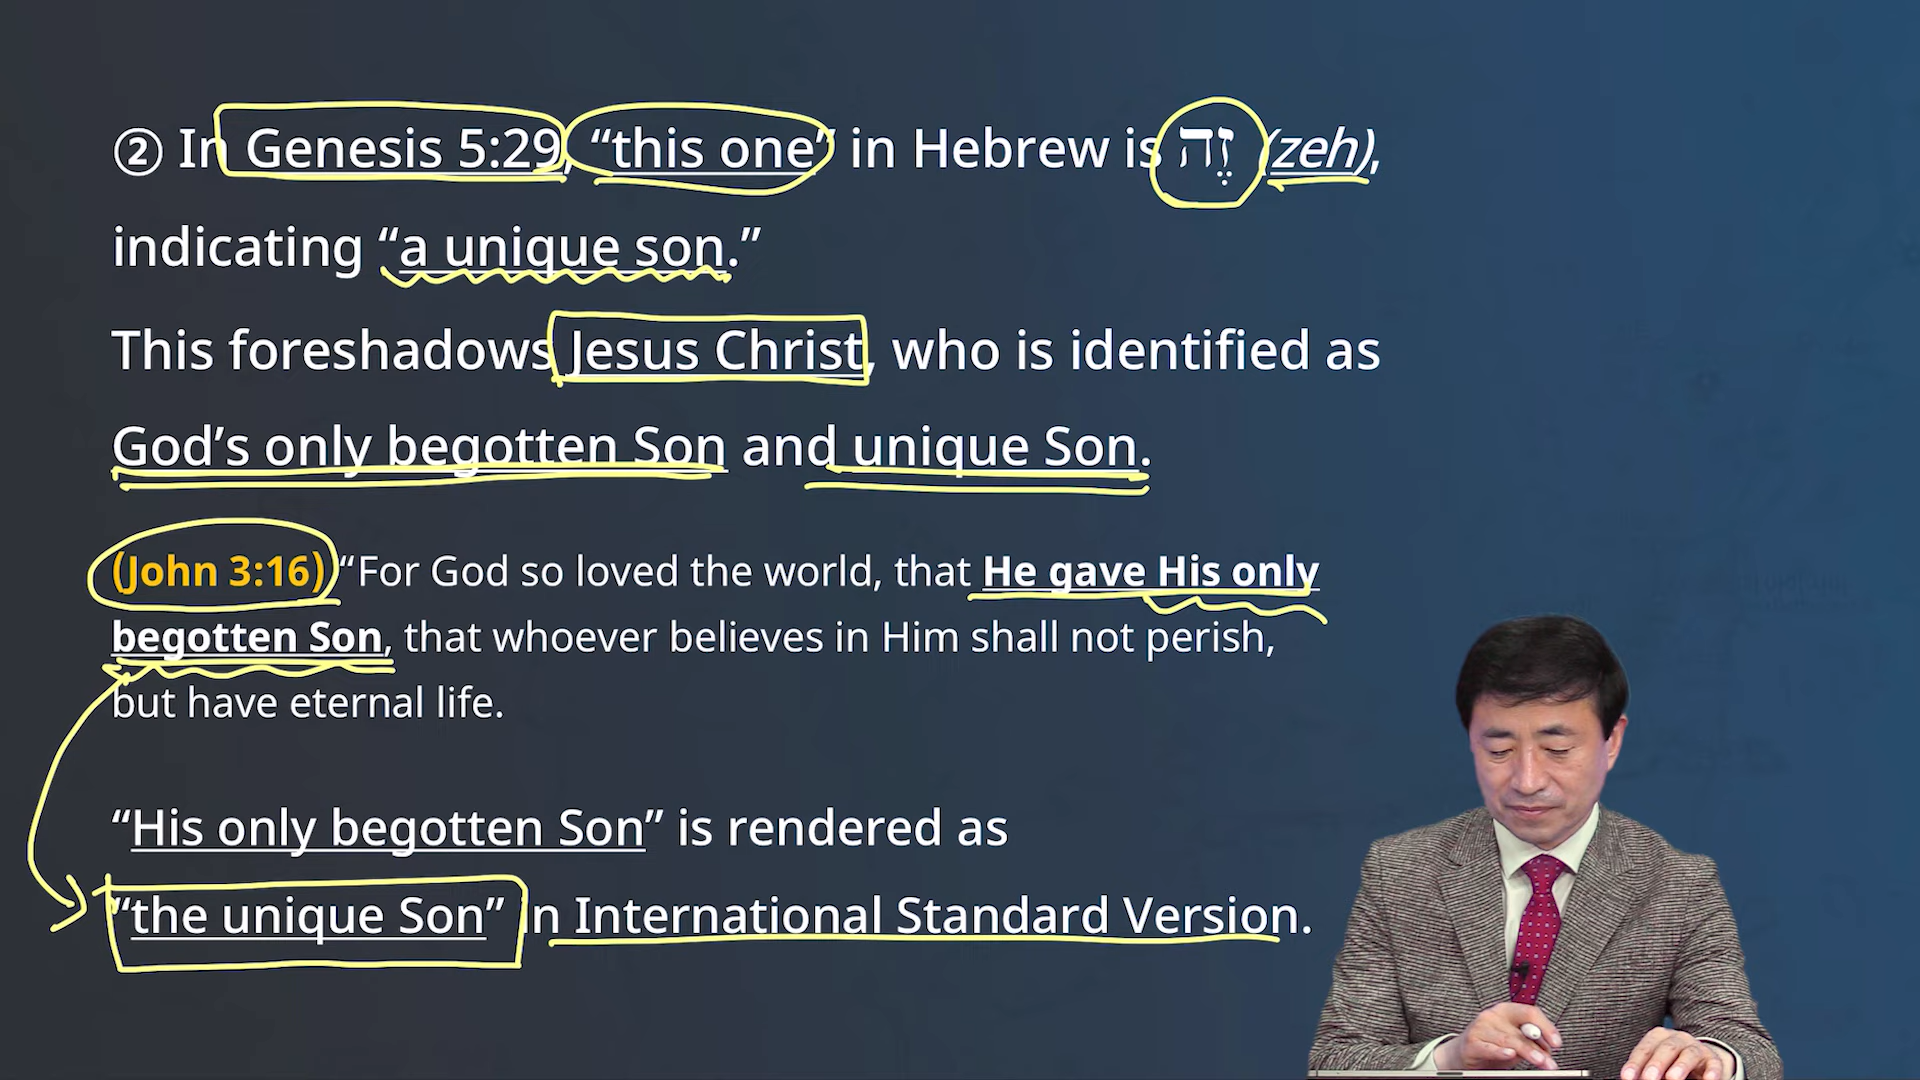 ② In Genesis 5:29, “this one” in Hebrew is זֶה (zeh),
indicating “a unique son.”
This foreshadows Jesus Christ, who is identified as
God’s only begotten Son and unique Son.
(John 3:16) “For God so loved the world, that He gave His only
begotten Son, that whoever believes in Him shall not perish,
but have eternal life.
“His only begotten Son” is rendered as
“the unique Son” in International Standard Version.